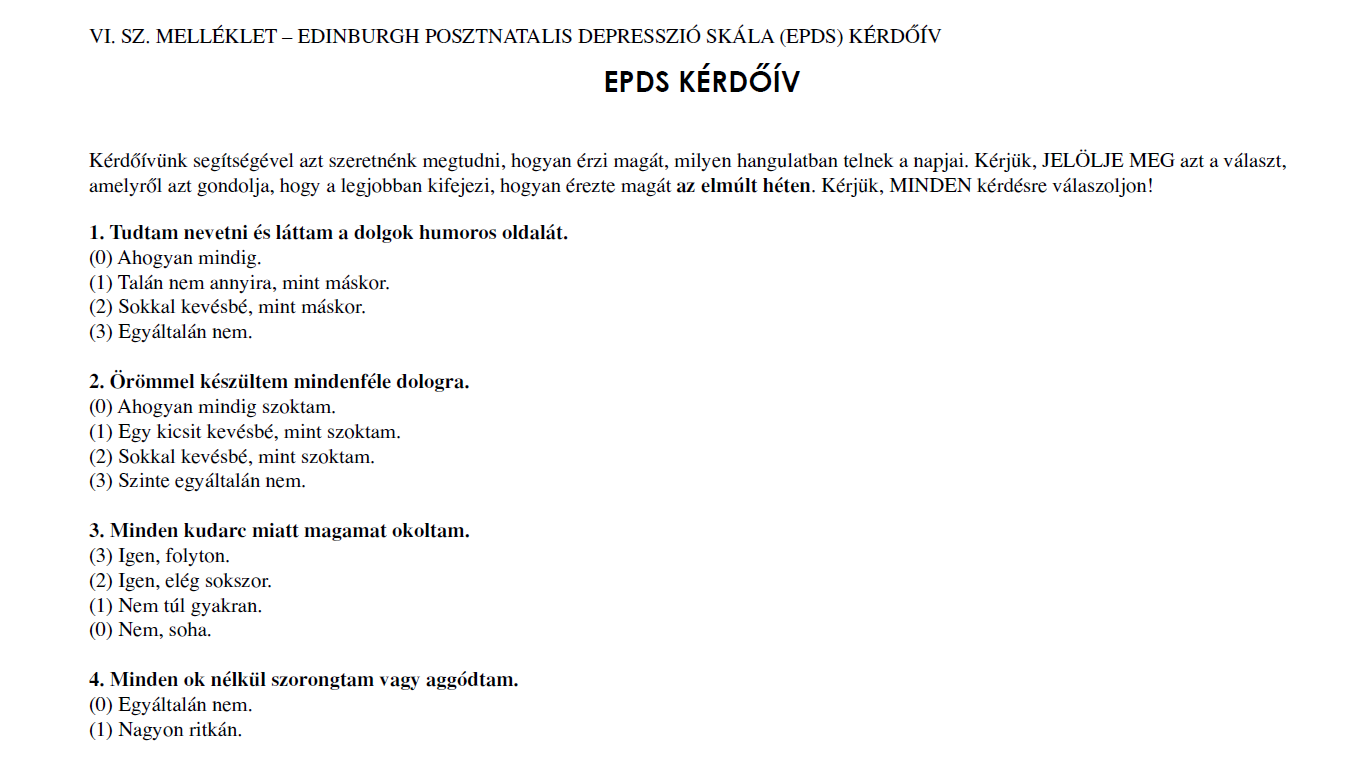 VI. SZ. MELLÉKLET – EDINBURGH POSZTNATALIS DEPRESSZIÓ SKÁLA (EPDS) KÉRDŐÍV
EPDS KÉRDŐÍV
Kérdőívünk segítségével azt szeretnénk megtudni, hogyan érzi magát, milyen hangulatban telnek a napjai. Kérjük, JELÖLJE MEG azt a választ,
amelyről azt gondolja, hogy a legjobban kifejezi, hogyan érezte magát az elmúlt héten. Kérjük, MINDEN kérdésre válaszoljon!
1. Tudtam nevetni és láttam a dolgok humoros oldalát.
(0) Ahogyan mindig.
(1) Talán nem annyira, mint máskor.
(2) Sokkal kevésbé, mint máskor.
(3) Egyáltalán nem.
2. Örömmel készültem mindenféle dologra.
(0) Ahogyan mindig szoktam.
(1) Egy kicsit kevésbé, mint szoktam.
(2) Sokkal kevésbé, mint szoktam.
(3) Szinte egyáltalán nem.
3. Minden kudarc miatt magamat okoltam.
(3) Igen, folyton.
(2) Igen, elég sokszor.
(1) Nem túl gyakran.
(0) Nem, soha.
4. Minden ok nélkül szorongtam vagy aggódtam.
(0) Egyáltalán nem.
(1) Nagyon ritkán.